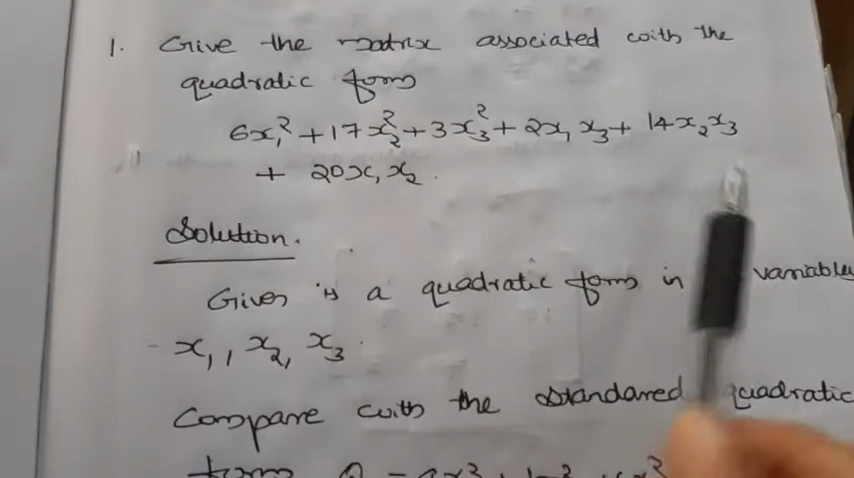 1. Give the matrix associated with the
quadratic form
6x₁² + 17x₂² + 3x₃² + 2x₁x₃ + 14x₂x₃
+ 20x₁x₂.
Solution.
Given is a quadratic form in variables
x₁, x₂, x₃.
Compare with the standared quadratic
form